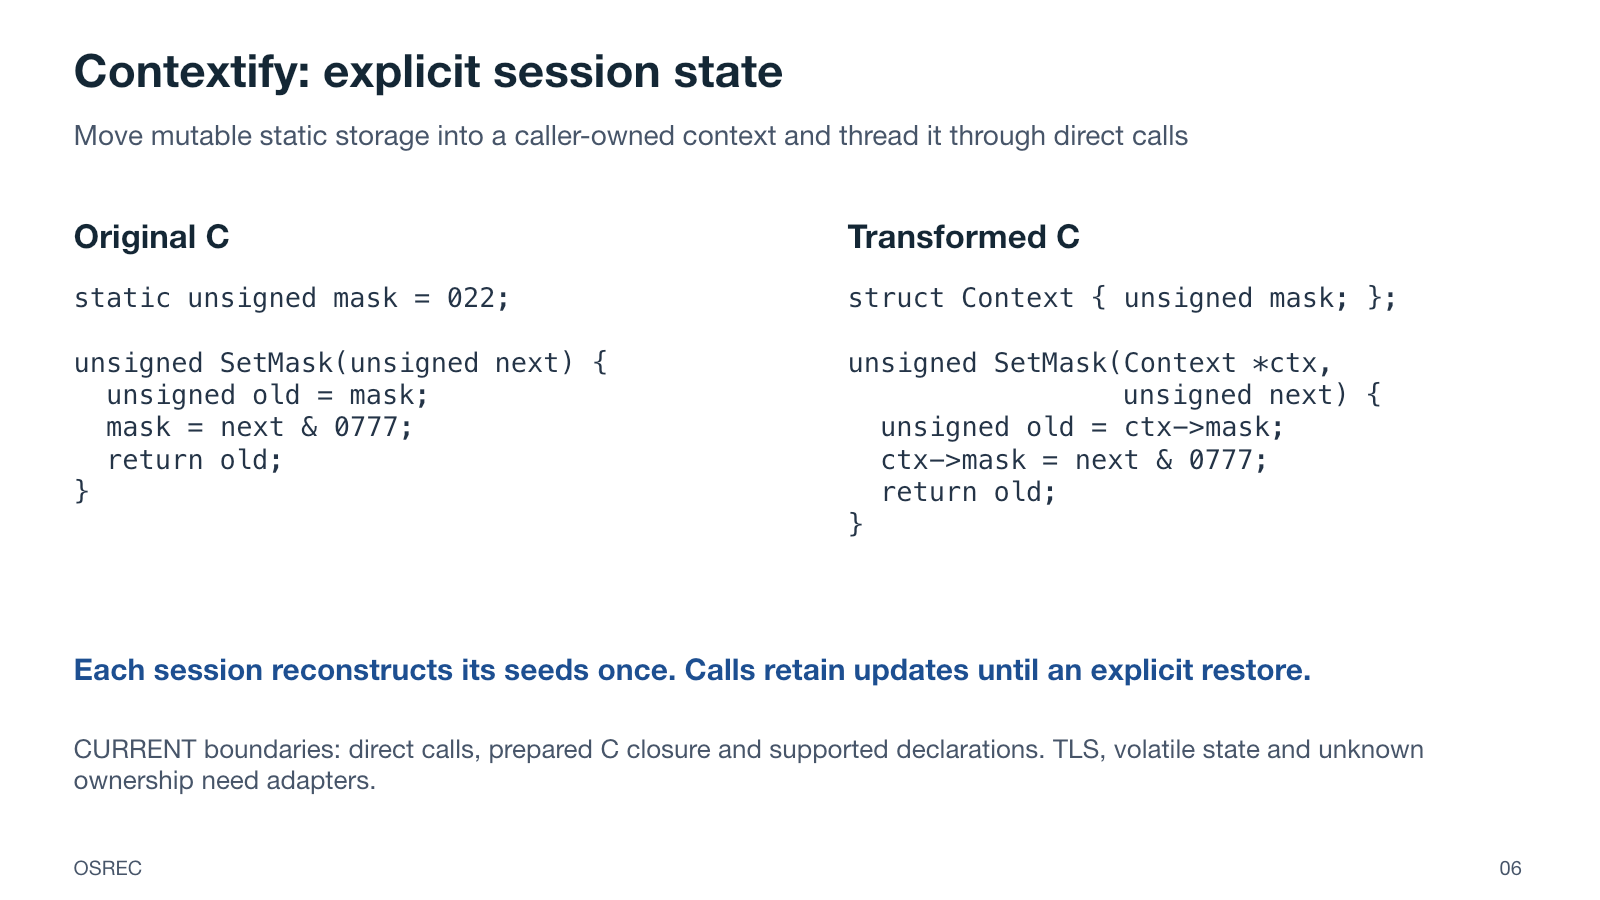 Contextify: explicit session state
Move mutable static storage into a caller-owned context and thread it through direct calls
Original C
static unsigned mask = 022;
unsigned SetMask(unsigned next) {
  unsigned old = mask;
  mask = next & 0777;
  return old;
}
Transformed C
struct Context { unsigned mask; };
unsigned SetMask(Context *ctx,
                 unsigned next) {
  unsigned old = ctx->mask;
  ctx->mask = next & 0777;
  return old;
}
Each session reconstructs its seeds once. Calls retain updates until an explicit restore.
CURRENT boundaries: direct calls, prepared C closure and supported declarations. TLS, volatile state and unknown
ownership need adapters.
OSREC
06